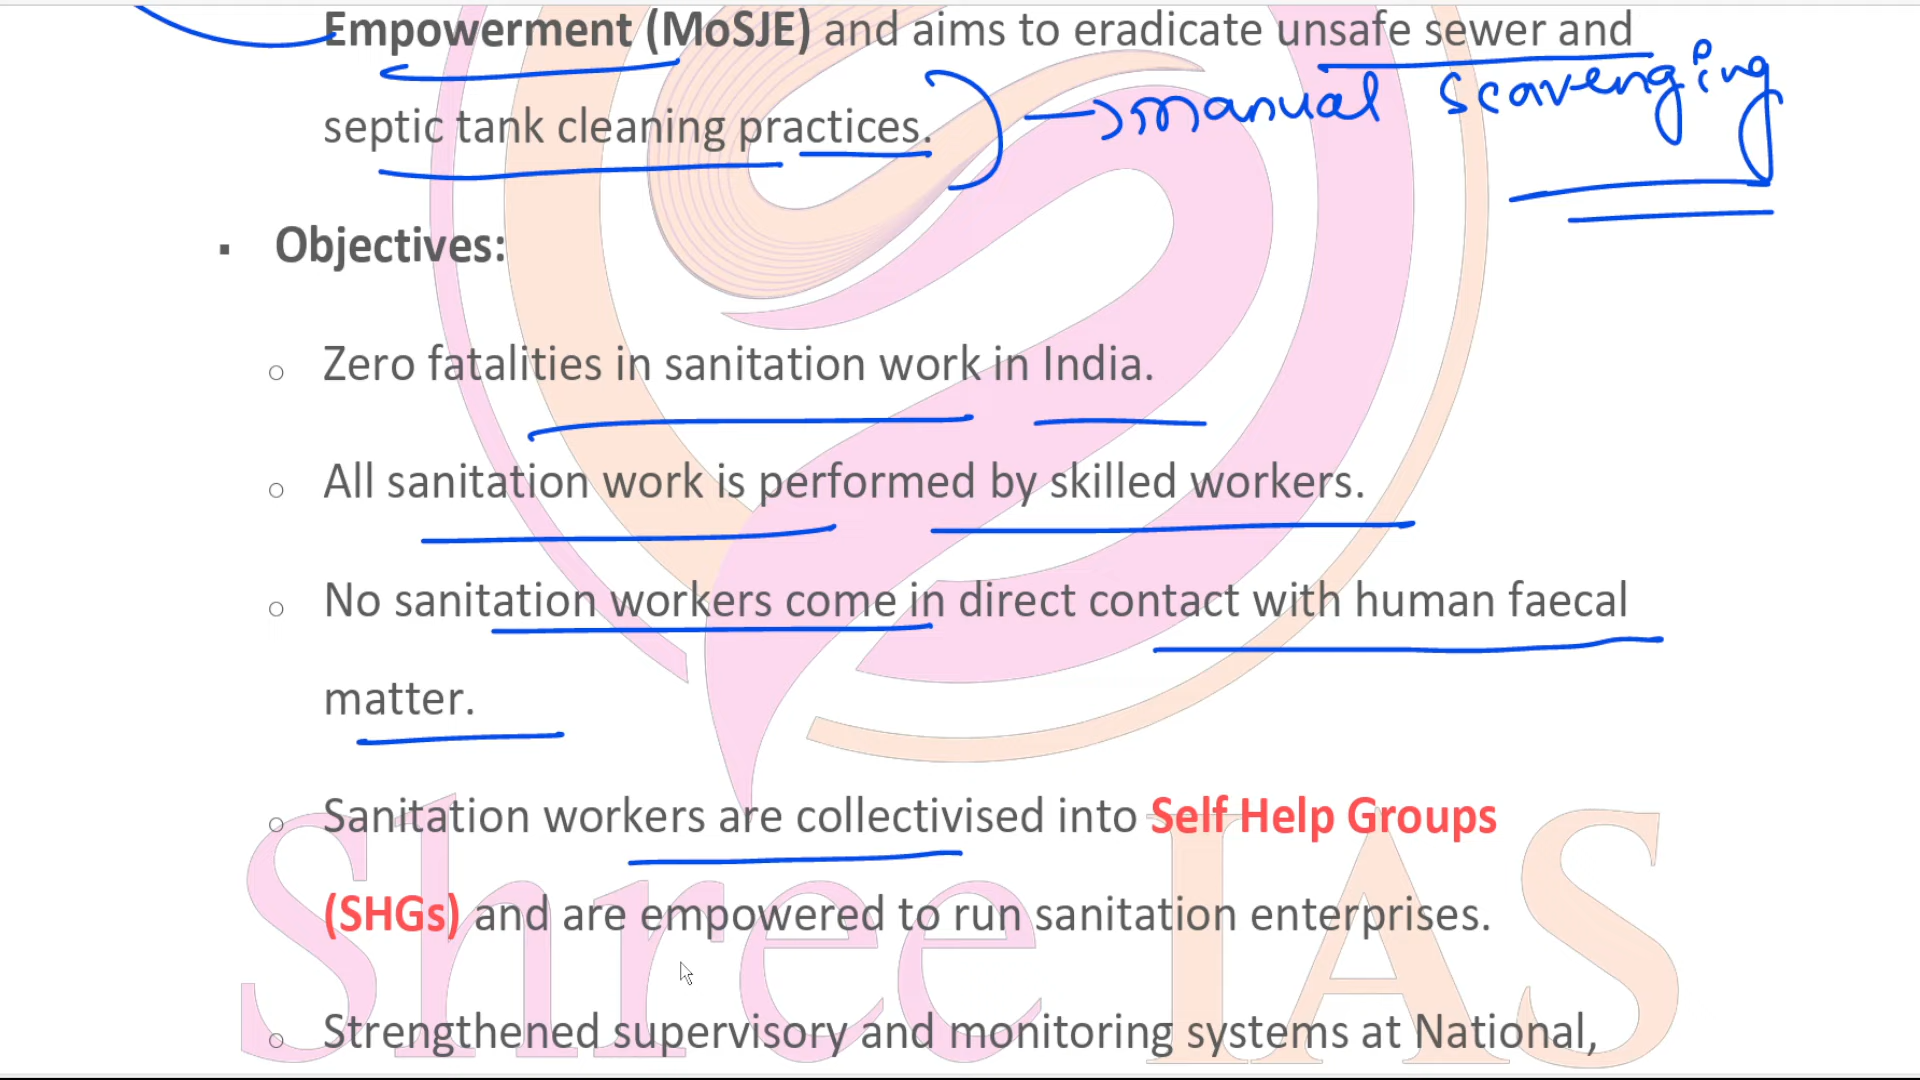 Empowerment (MoSJE) and aims to eradicate unsafe sewer and
septic tank cleaning practices. → manual scavenging
▪ Objectives:
o Zero fatalities in sanitation work in India.
o All sanitation work is performed by skilled workers.
o No sanitation workers come in direct contact with human faecal
matter.
o Sanitation workers are collectivised into Self Help Groups
(SHGs) and are empowered to run sanitation enterprises.
o Strengthened supervisory and monitoring systems at National,
Shree IAS